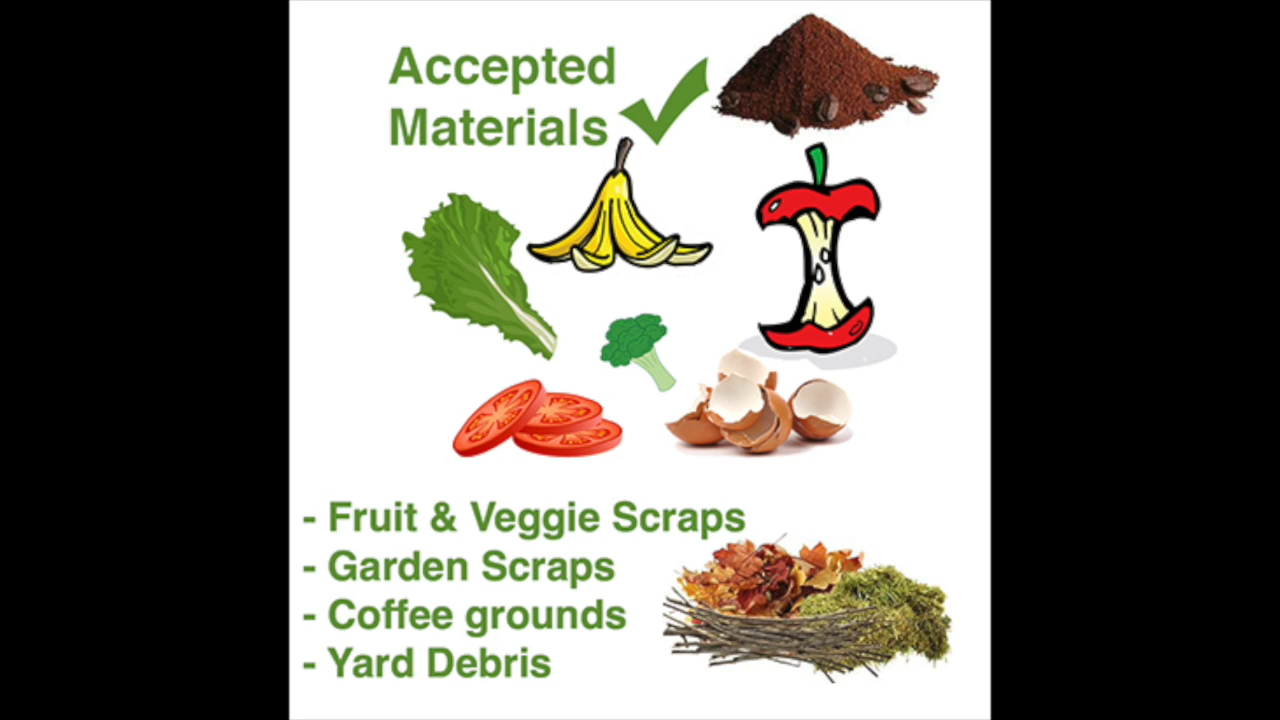 Accepted
Materials
- Fruit & Veggie Scraps
- Garden Scraps
- Coffee grounds
- Yard Debris